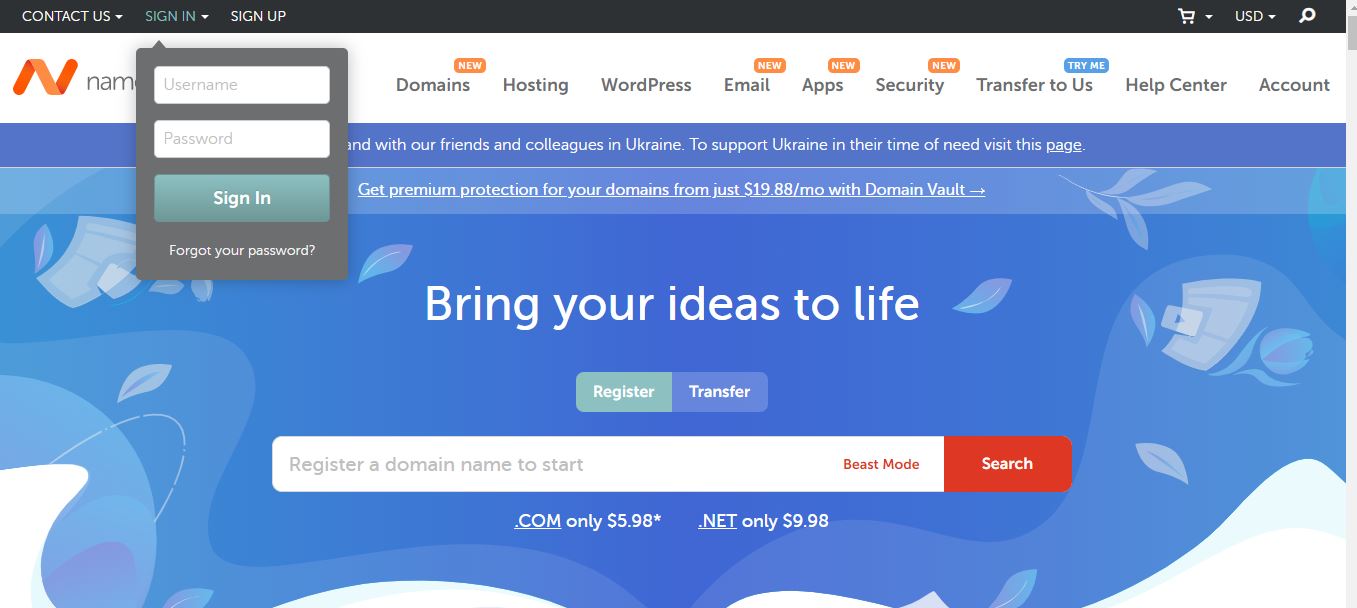 CONTACT US SIGN IN SIGN UP USD
Username
Password
Sign In
Forgot your password?
name
NEW NEW NEW NEW TRY ME
Domains Hosting WordPress Email Apps Security Transfer to Us Help Center Account
and with our friends and colleagues in Ukraine. To support Ukraine in their time of need visit this page.
Get premium protection for your domains from just $19.88/mo with Domain Vault →
Bring your ideas to life
Register Transfer
Register a domain name to start Beast Mode Search
.COM only $5.98* .NET only $9.98